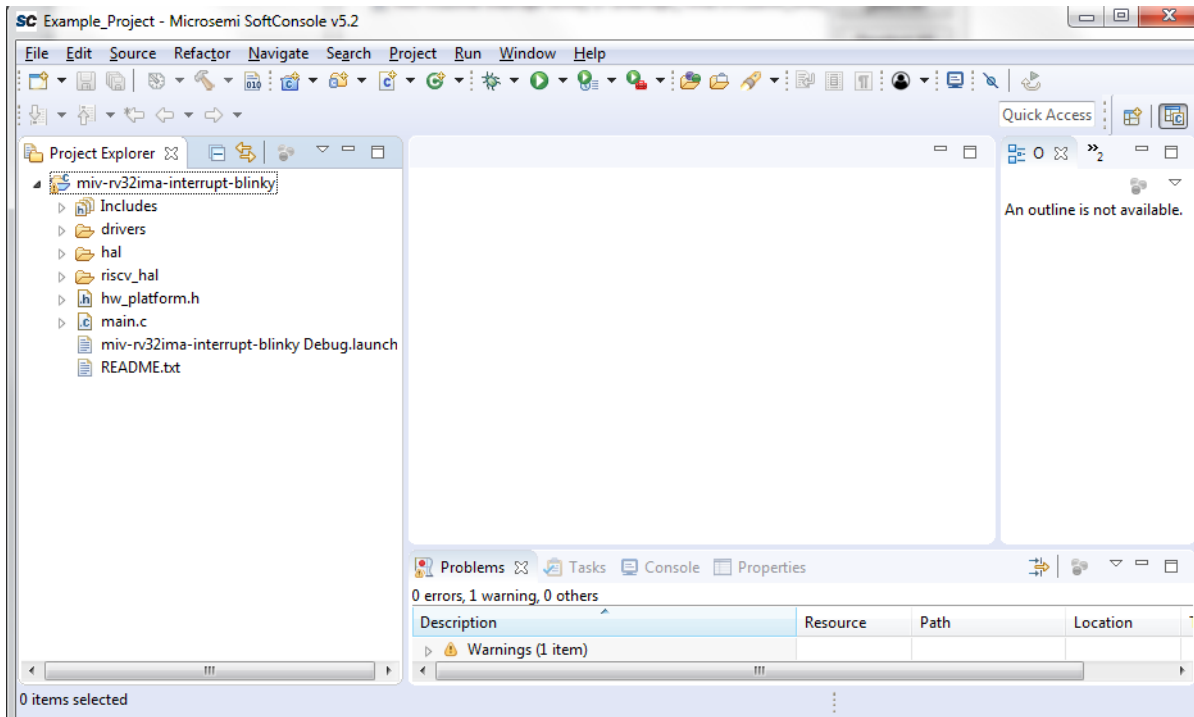 SC Example_Project - Microsemi SoftConsole v5.2
File Edit Source Refactor Navigate Search Project Run Window Help
Quick Access
Project Explorer
miv-rv32ima-interrupt-blinky
Includes
drivers
hal
riscv_hal
hw_platform.h
main.c
miv-rv32ima-interrupt-blinky Debug.launch
README.txt
O
»2
An outline is not available.
Problems Tasks Console Properties
0 errors, 1 warning, 0 others
Description Resource Path Location
Warnings (1 item)
0 items selected